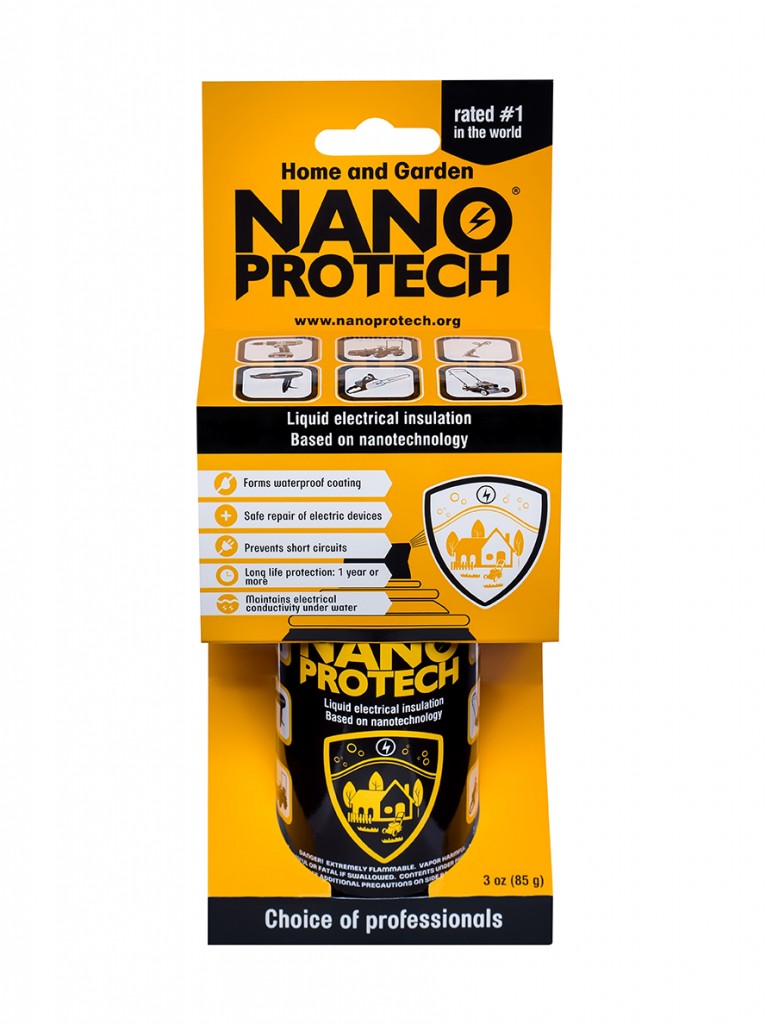 rated #1
in the world
Home and Garden
NANO®
PROTECH
www.nanoprotech.org
Liquid electrical insulation
Based on nanotechnology
Forms waterproof coating
Safe repair of electric devices
Prevents short circuits
Long life protection: 1 year or
more
Maintains electrical
conductivity under water
NANO
PROTECH
Liquid electrical insulation
Based on nanotechnology
DANGER! EXTREMELY FLAMMABLE. VAPOR
OR FATAL IF SWALLOWED. CONTENTS UNDER
ADDITIONAL PRECAUTIONS ON
3 oz (85 g)
Choice of professionals